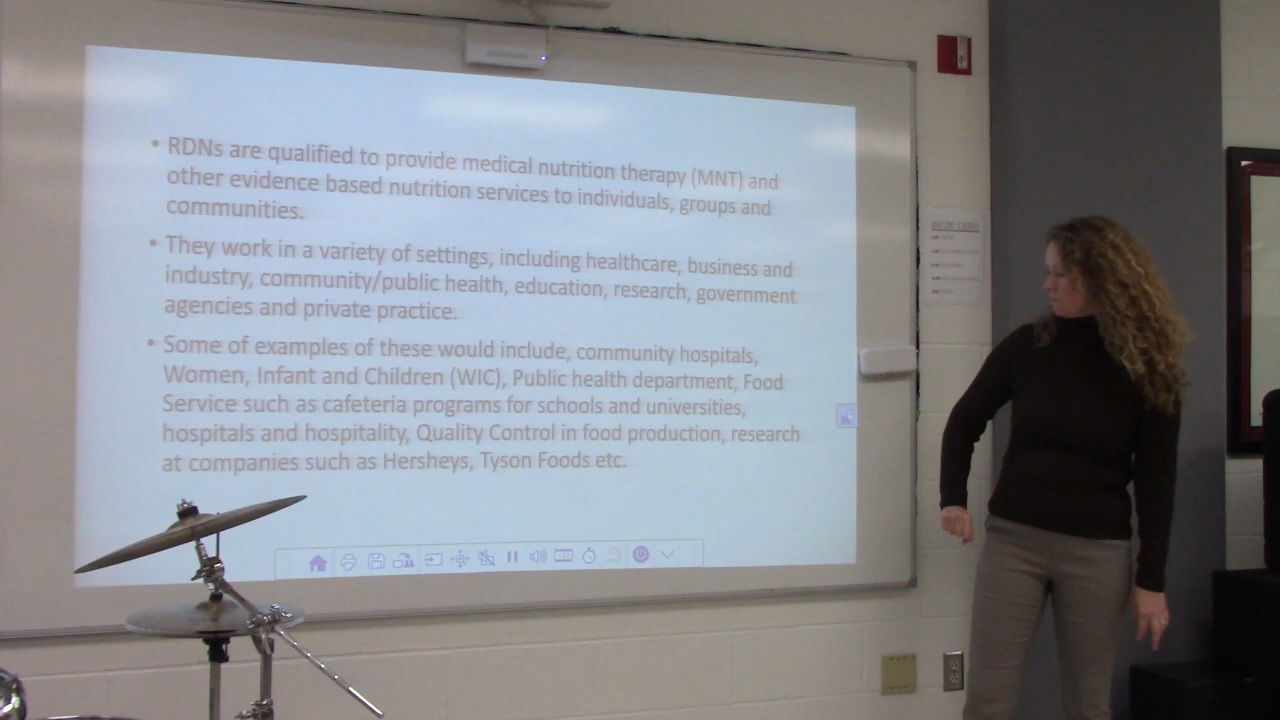 • RDNs are qualified to provide medical nutrition therapy (MNT) and
other evidence based nutrition services to individuals, groups and
communities.
• They work in a variety of settings, including healthcare, business and
industry, community/public health, education, research, government
agencies and private practice.
• Some of examples of these would include, community hospitals,
Women, Infant and Children (WIC), Public health department, Food
Service such as cafeteria programs for schools and universities,
hospitals and hospitality, Quality Control in food production, research
at companies such as Hersheys, Tyson Foods etc.